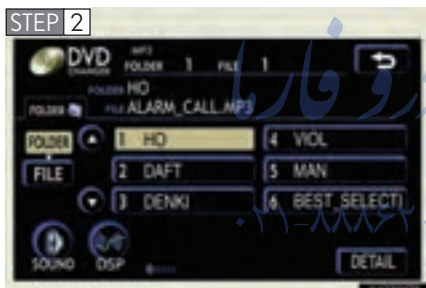 STEP 2
DVD CHANGER MP3 FOLDER 1 FILE 1
FOLDER HO
FOLDER FILE ALARM_CALL.MP3
FOLDER 1 HO 4 VIOL
FILE 2 DAFT 5 MAN
3 DENKI 6 BEST SELECTI
SOUND DSP DETAIL